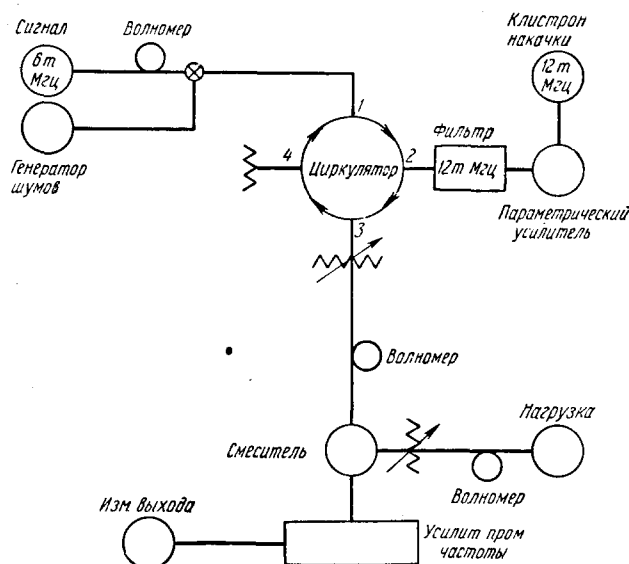 Сигнал
Волномер
6т
Мгц
Генератор
шумов
Клистрон
накачки
12т
Мгц
1
2
3
4
Циркулятор
Фильтр
12т Мгц
Параметрический
усилитель
Волномер
Смеситель
Нагрузка
Волномер
Изм. выхода
Усилит пром
частоты